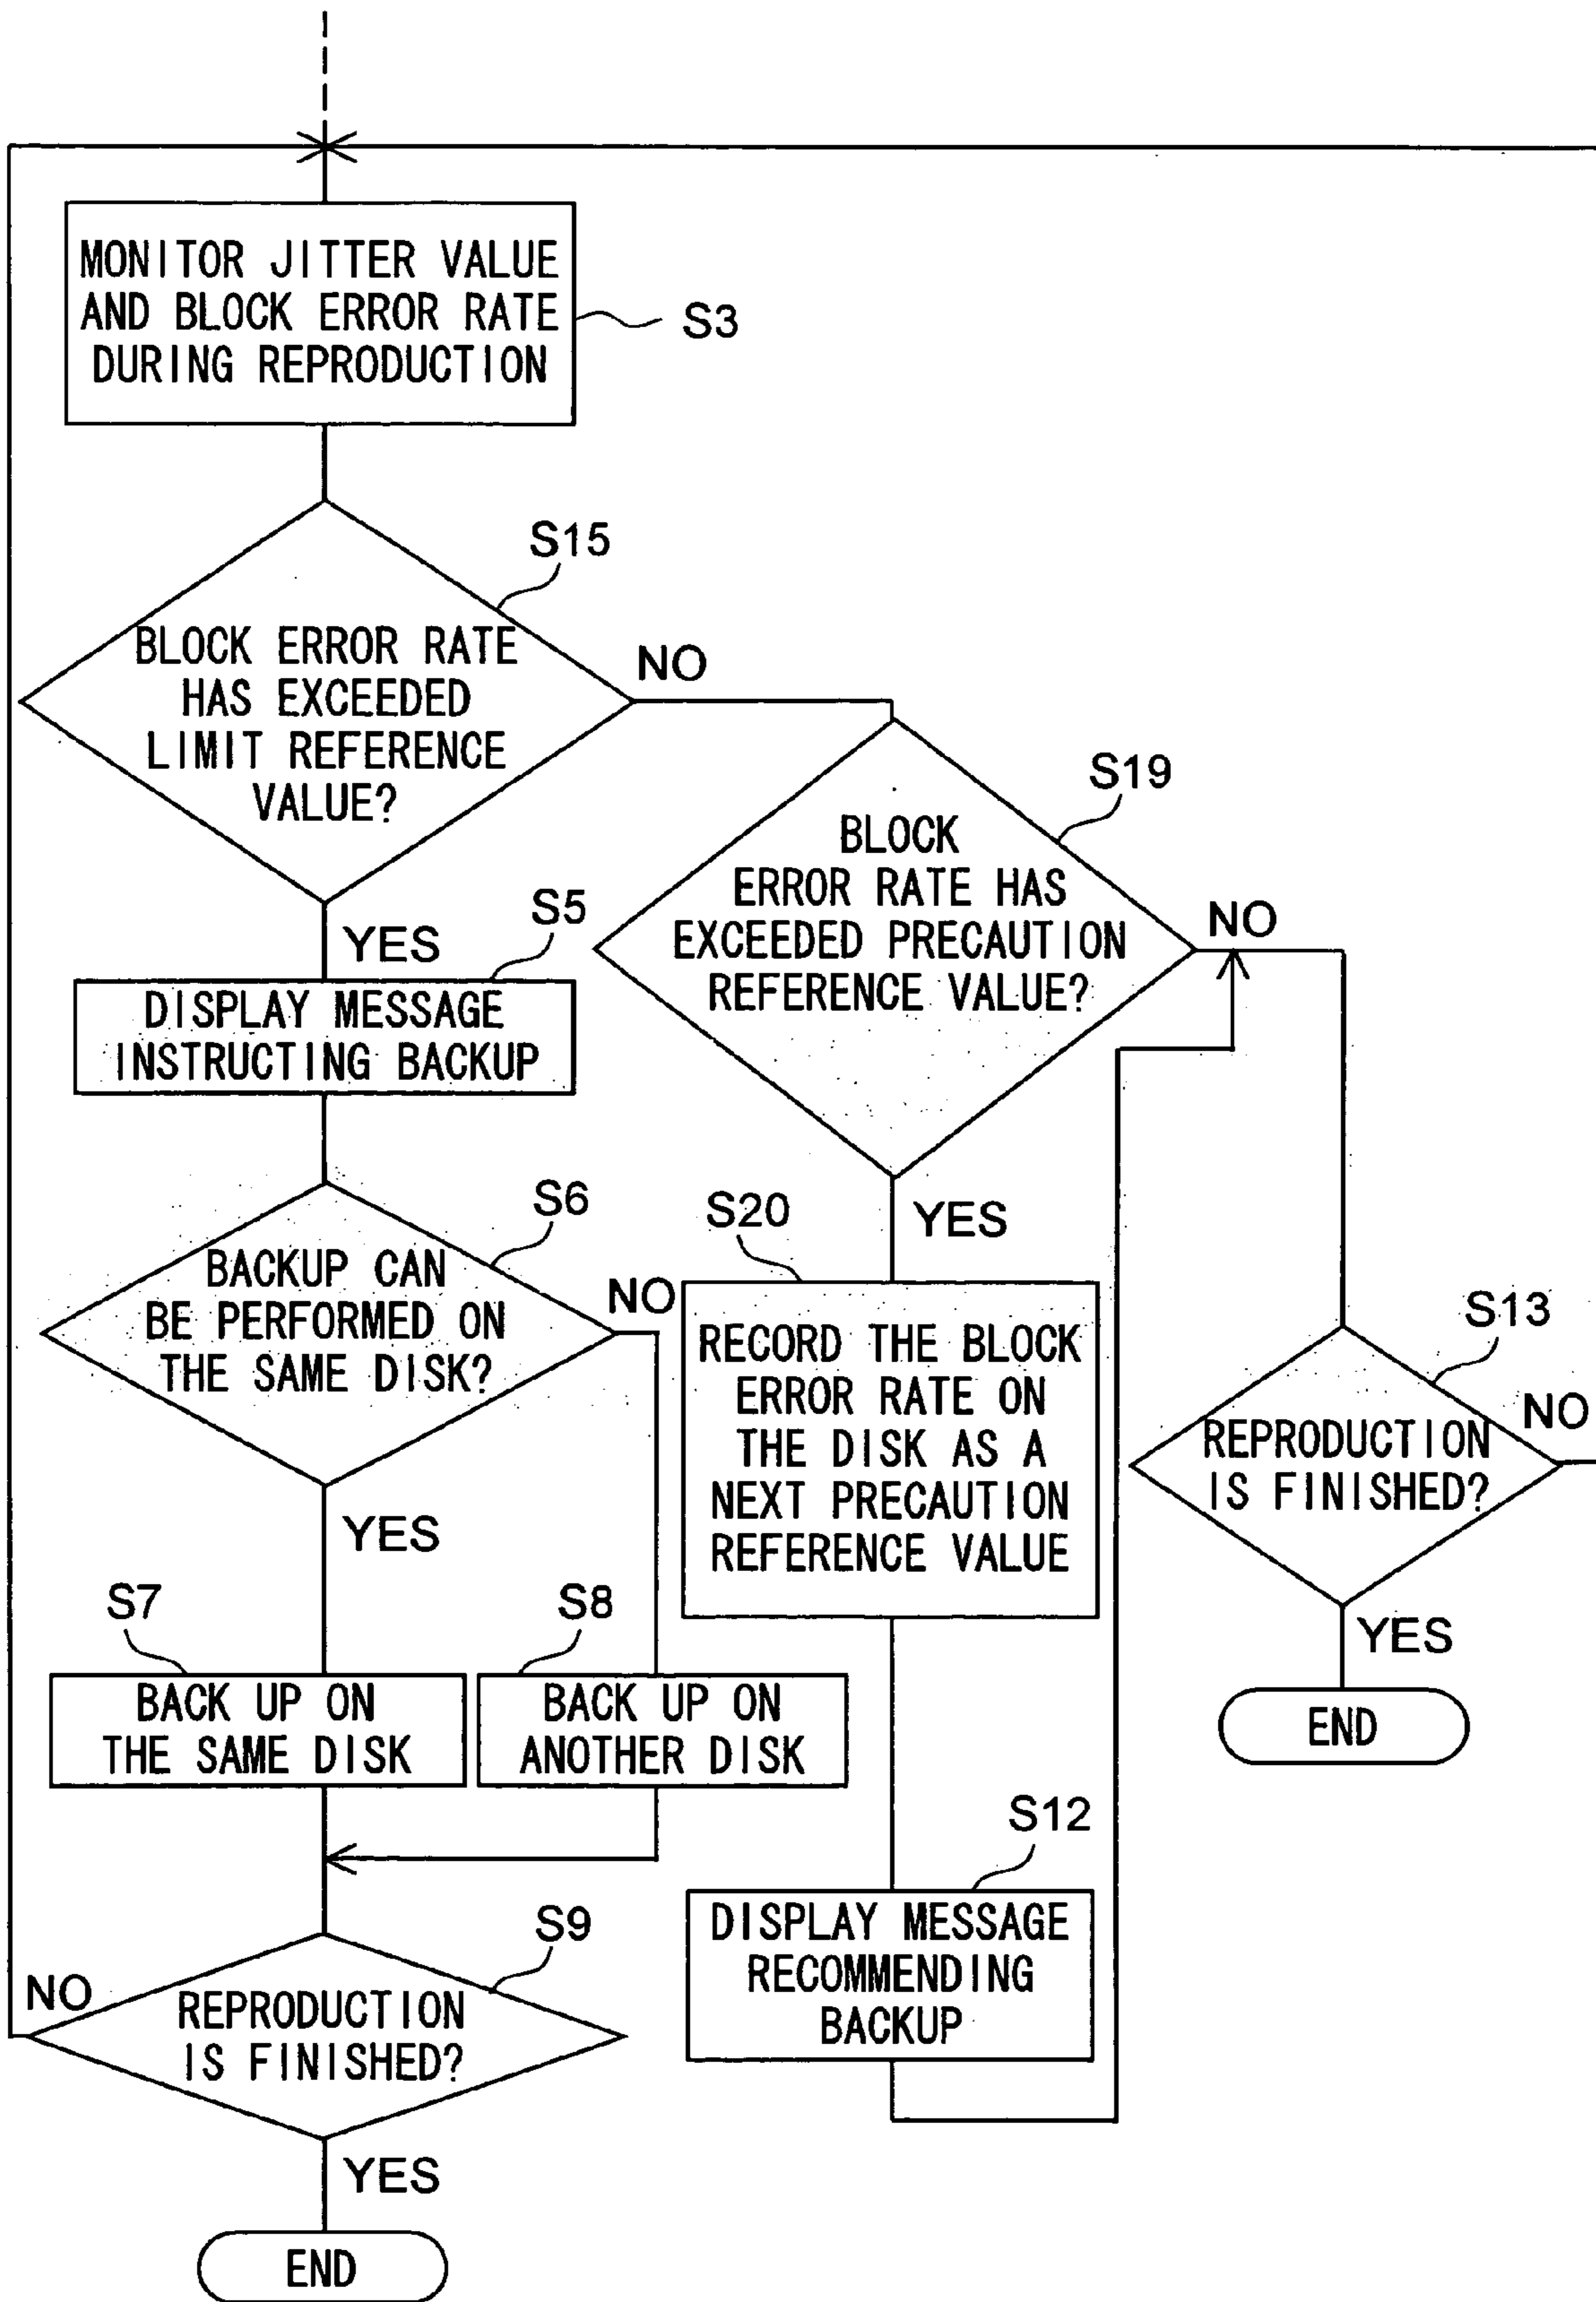 MONITOR JITTER VALUE
AND BLOCK ERROR RATE
DURING REPRODUCTION
S3
S15
BLOCK ERROR RATE
HAS EXCEEDED
LIMIT REFERENCE
VALUE?
NO
YES
S19
BLOCK
ERROR RATE HAS
EXCEEDED PRECAUTION
REFERENCE VALUE?
NO
YES
S5
DISPLAY MESSAGE
INSTRUCTING BACKUP
S6
BACKUP CAN
BE PERFORMED ON
THE SAME DISK?
NO
YES
S20
RECORD THE BLOCK
ERROR RATE ON
THE DISK AS A
NEXT PRECAUTION
REFERENCE VALUE
S13
REPRODUCTION
IS FINISHED?
NO
YES
END
S7
BACK UP ON
THE SAME DISK
S8
BACK UP ON
ANOTHER DISK
S12
DISPLAY MESSAGE
RECOMMENDING
BACKUP
S9
REPRODUCTION
IS FINISHED?
NO
YES
END